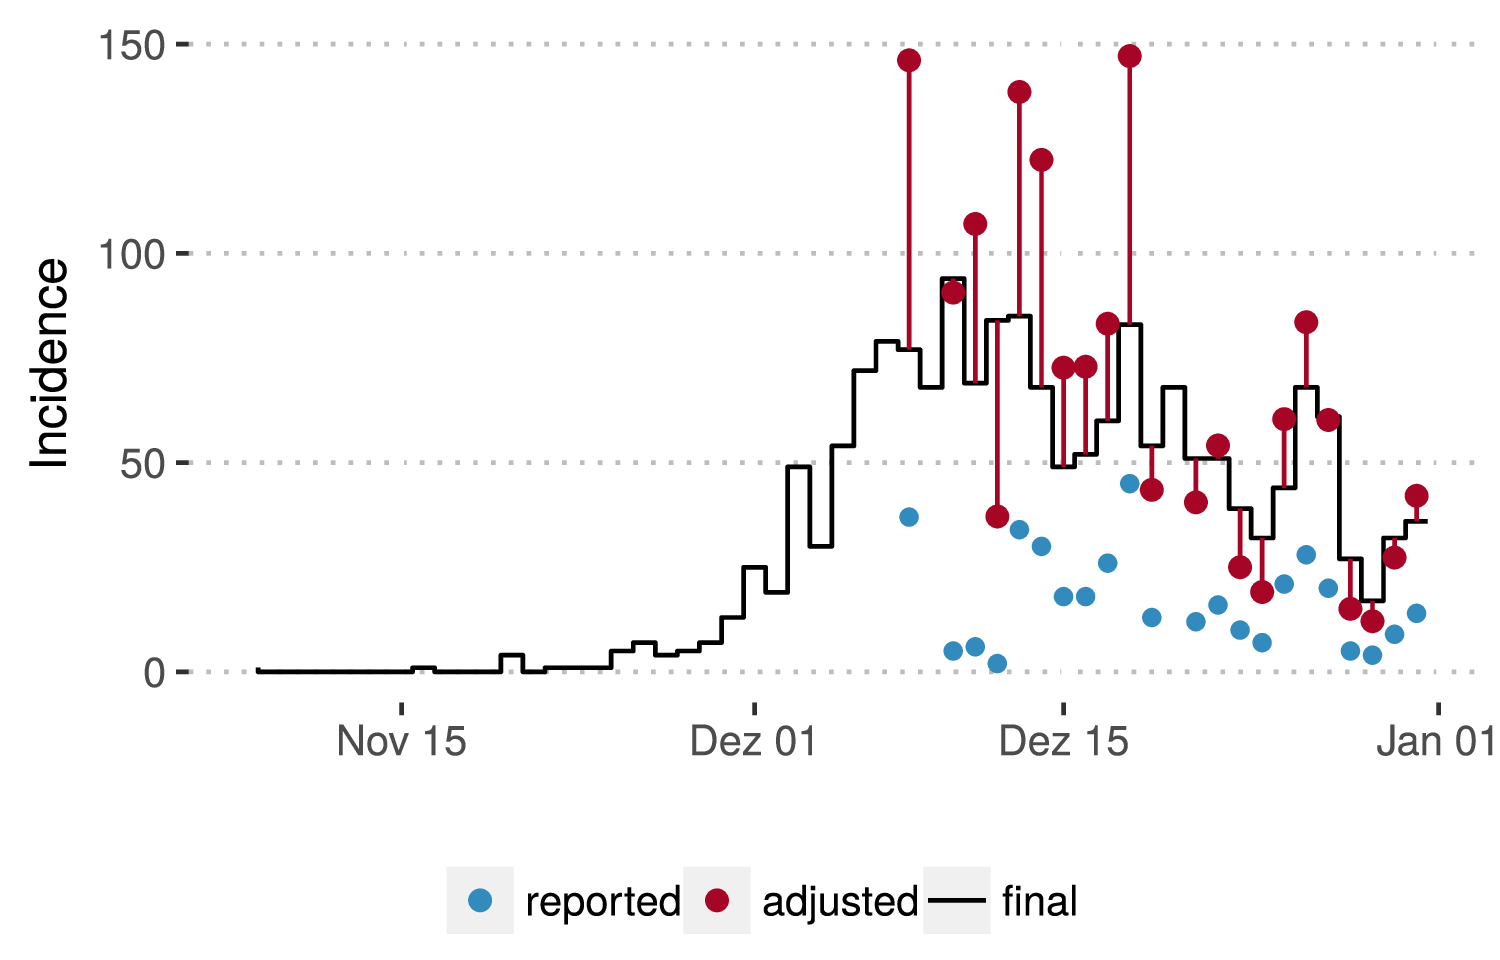 150
100
50
0
Incidence
Nov 15 Dez 01 Dez 15 Jan 01
reported adjusted final